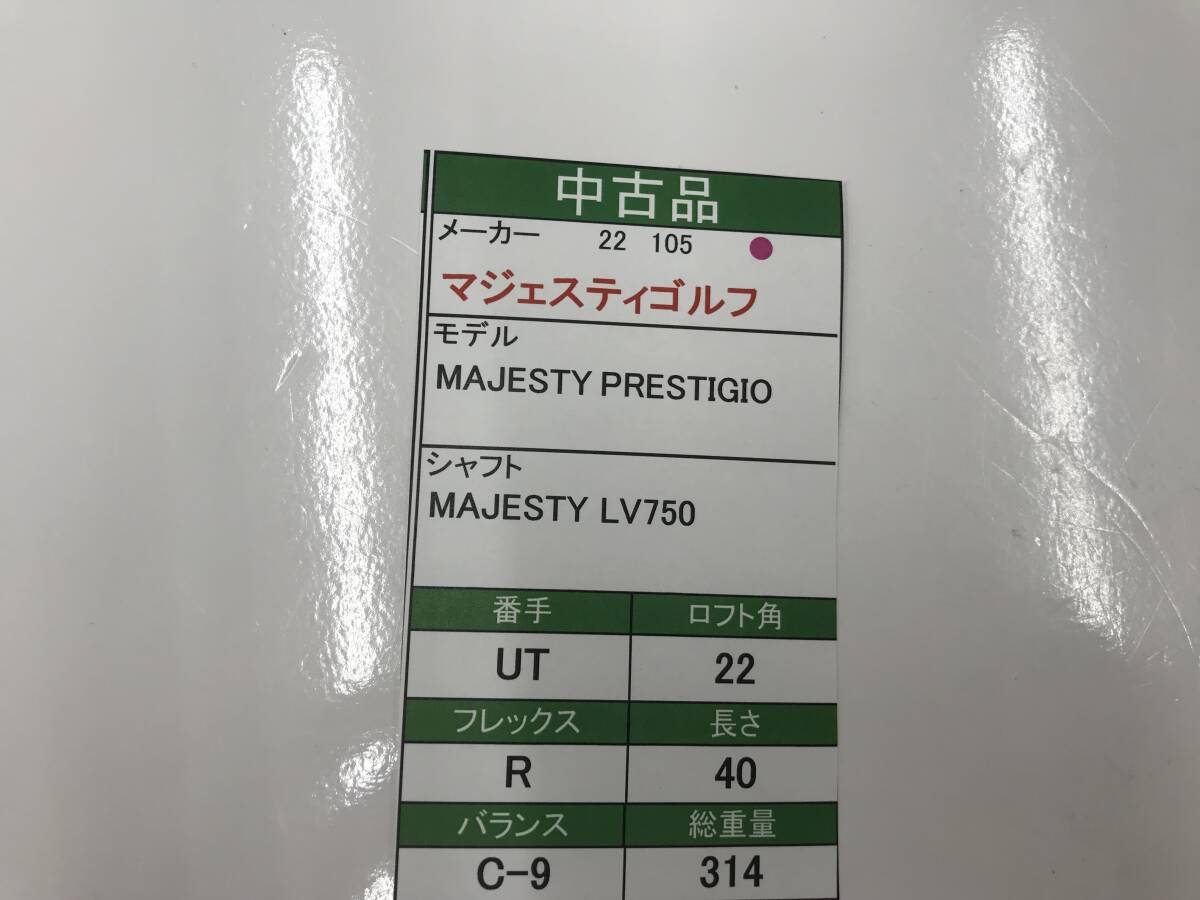 中古品
メーカー 22 105
マジェスティゴルフ
モデル
MAJESTY PRESTIGIO
シャフト
MAJESTY LV750
番手 ロフト角
UT 22
フレックス 長さ
R 40
バランス 総重量
C-9 314